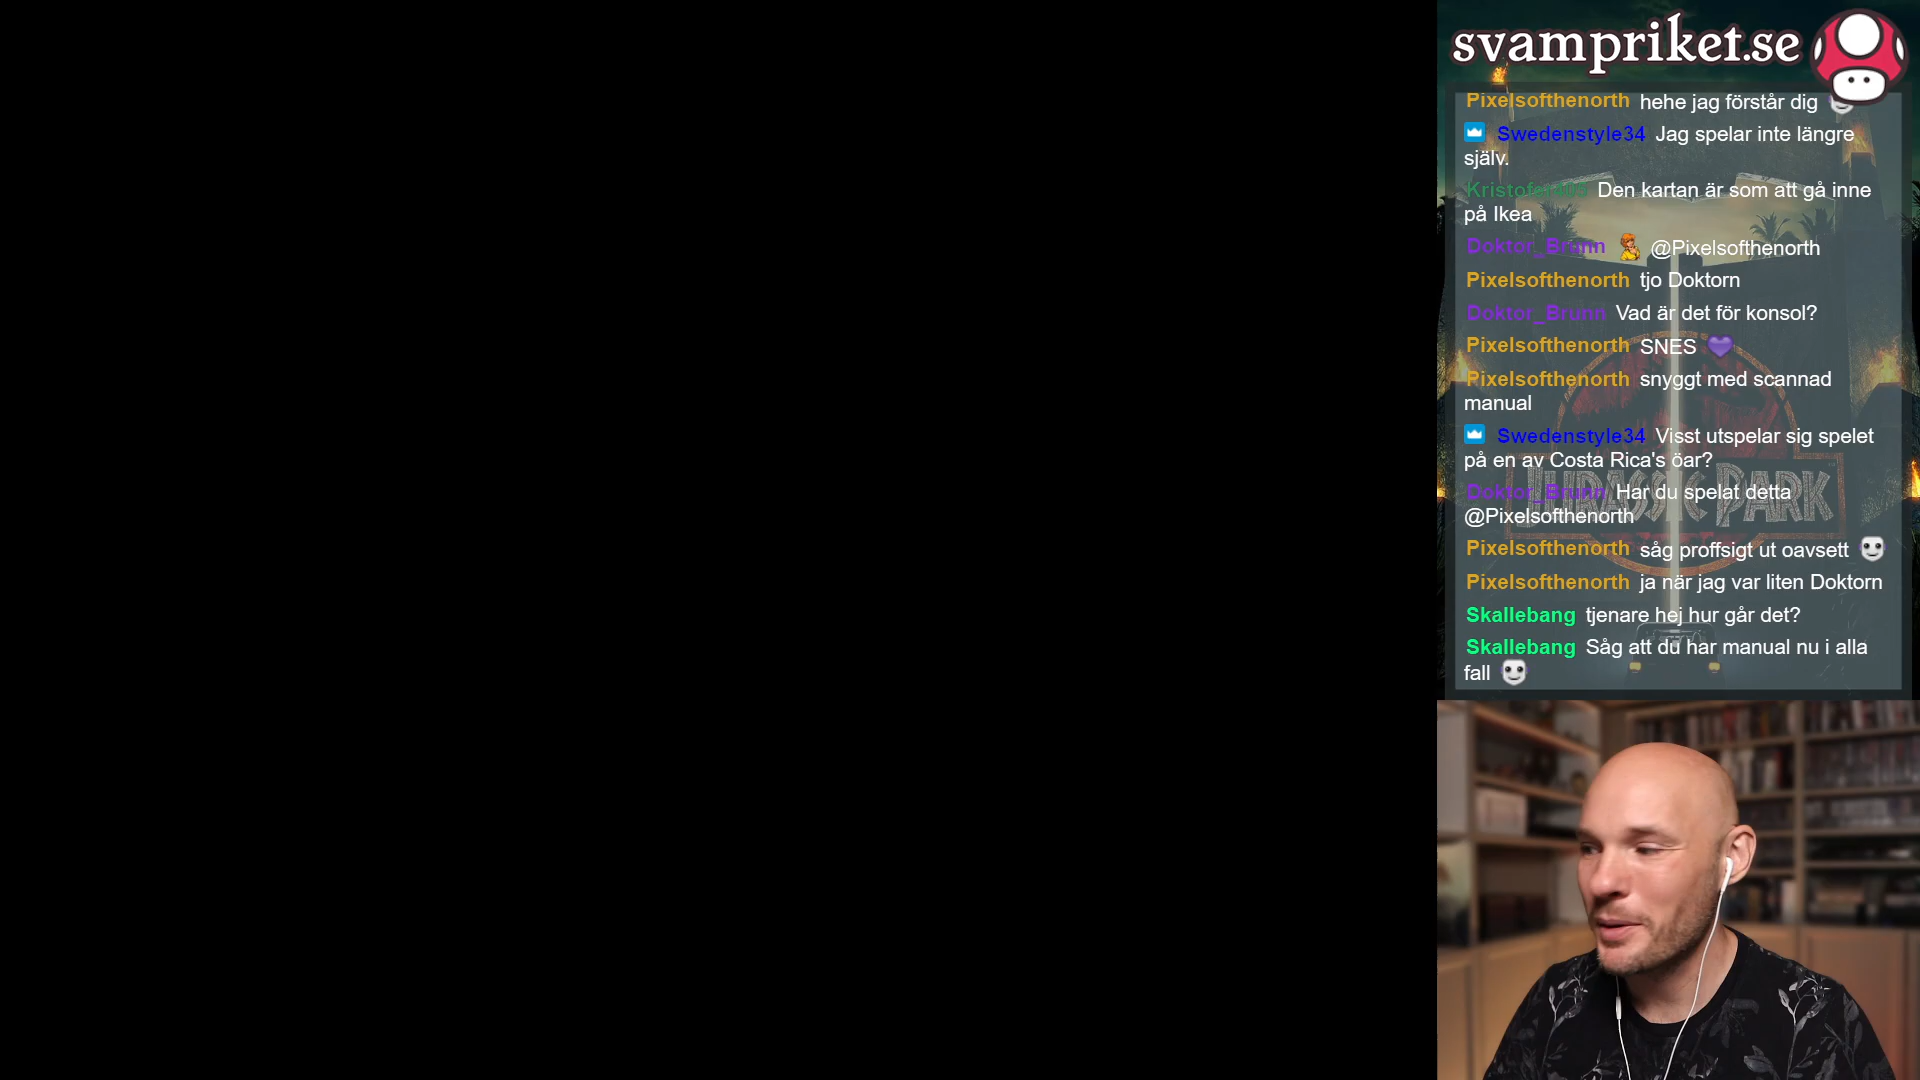 svampriket.se
Pixelsofthenorth hehe jag förstår dig
Swedenstyle34 Jag spelar inte längre
själv.
Den kartan är som att gå inne
på Ikea
Doktor_Brunn @Pixelsofthenorth
Pixelsofthenorth tjo Doktorn
Doktor_Brunn Vad är det för konsol?
Pixelsofthenorth SNES
Pixelsofthenorth snyggt med scannad
manual
Swedenstyle34 Visst utspelar sig spelet
på en av Costa Rica's öar?
Doktor_Brunn Har du spelat detta
@Pixelsofthenorth
JURASSIC PARK
Pixelsofthenorth såg proffsigt ut oavsett
Pixelsofthenorth ja när jag var liten Doktorn
Skallebang tjenare hej hur går det?
Skallebang Såg att du har manual nu i alla
fall